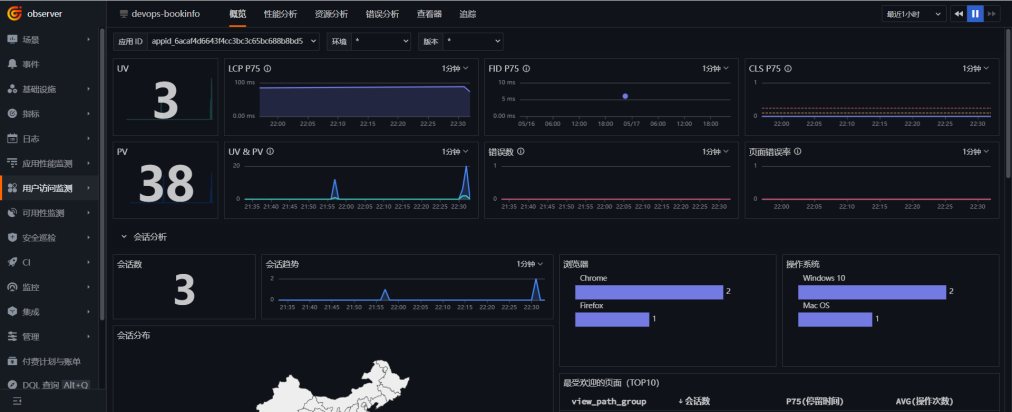 observer
devops-bookinfo
概览
性能分析
资源分析
错误分析
查看器
追踪
最近1小时
场景
事件
基础设施
指标
日志
应用性能监测
用户访问监测
可用性监测
安全巡检
CI
监控
集成
管理
付费计划与账单
DQL 查询 Alt+Q
应用 ID appid_6acaf4d6643f4cc3bc3c65bc688b8bd5
环境 *
版本 *
UV
3
LCP P75 1分钟
100 ms
0.00 ms
22:00 22:05 22:10 22:15 22:20 22:25 22:30
FID P75 1分钟
10 ms
5 ms
0.00 ms
05/16 06:00 12:00 18:00 05/17 06:00 12:00 18:00
CLS P75 1分钟
1
0
22:00 22:05 22:10 22:15 22:20 22:25 22:30
PV
38
UV & PV 1分钟
20
0
21:35 21:40 21:45 21:50 21:55 22:00 22:05 22:10 22:15 22:20 22:25 22:30
错误数 1分钟
1
0
21:35 21:40 21:45 21:50 21:55 22:00 22:05 22:10 22:15 22:20 22:25 22:30
页面错误率 1分钟
1
0
22:00 22:05 22:10 22:15 22:20 22:25 22:30
会话分析
会话数
3
会话趋势 1分钟
2
0
21:35 21:40 21:45 21:50 21:55 22:00 22:05 22:10 22:15 22:20 22:25 22:30
浏览器
Chrome
2
Firefox
1
操作系统
Windows 10
2
Mac OS
1
会话分布
最受欢迎的页面（TOP10）
view_path_group 会话数 P75(停留时间) AVG(操作次数)